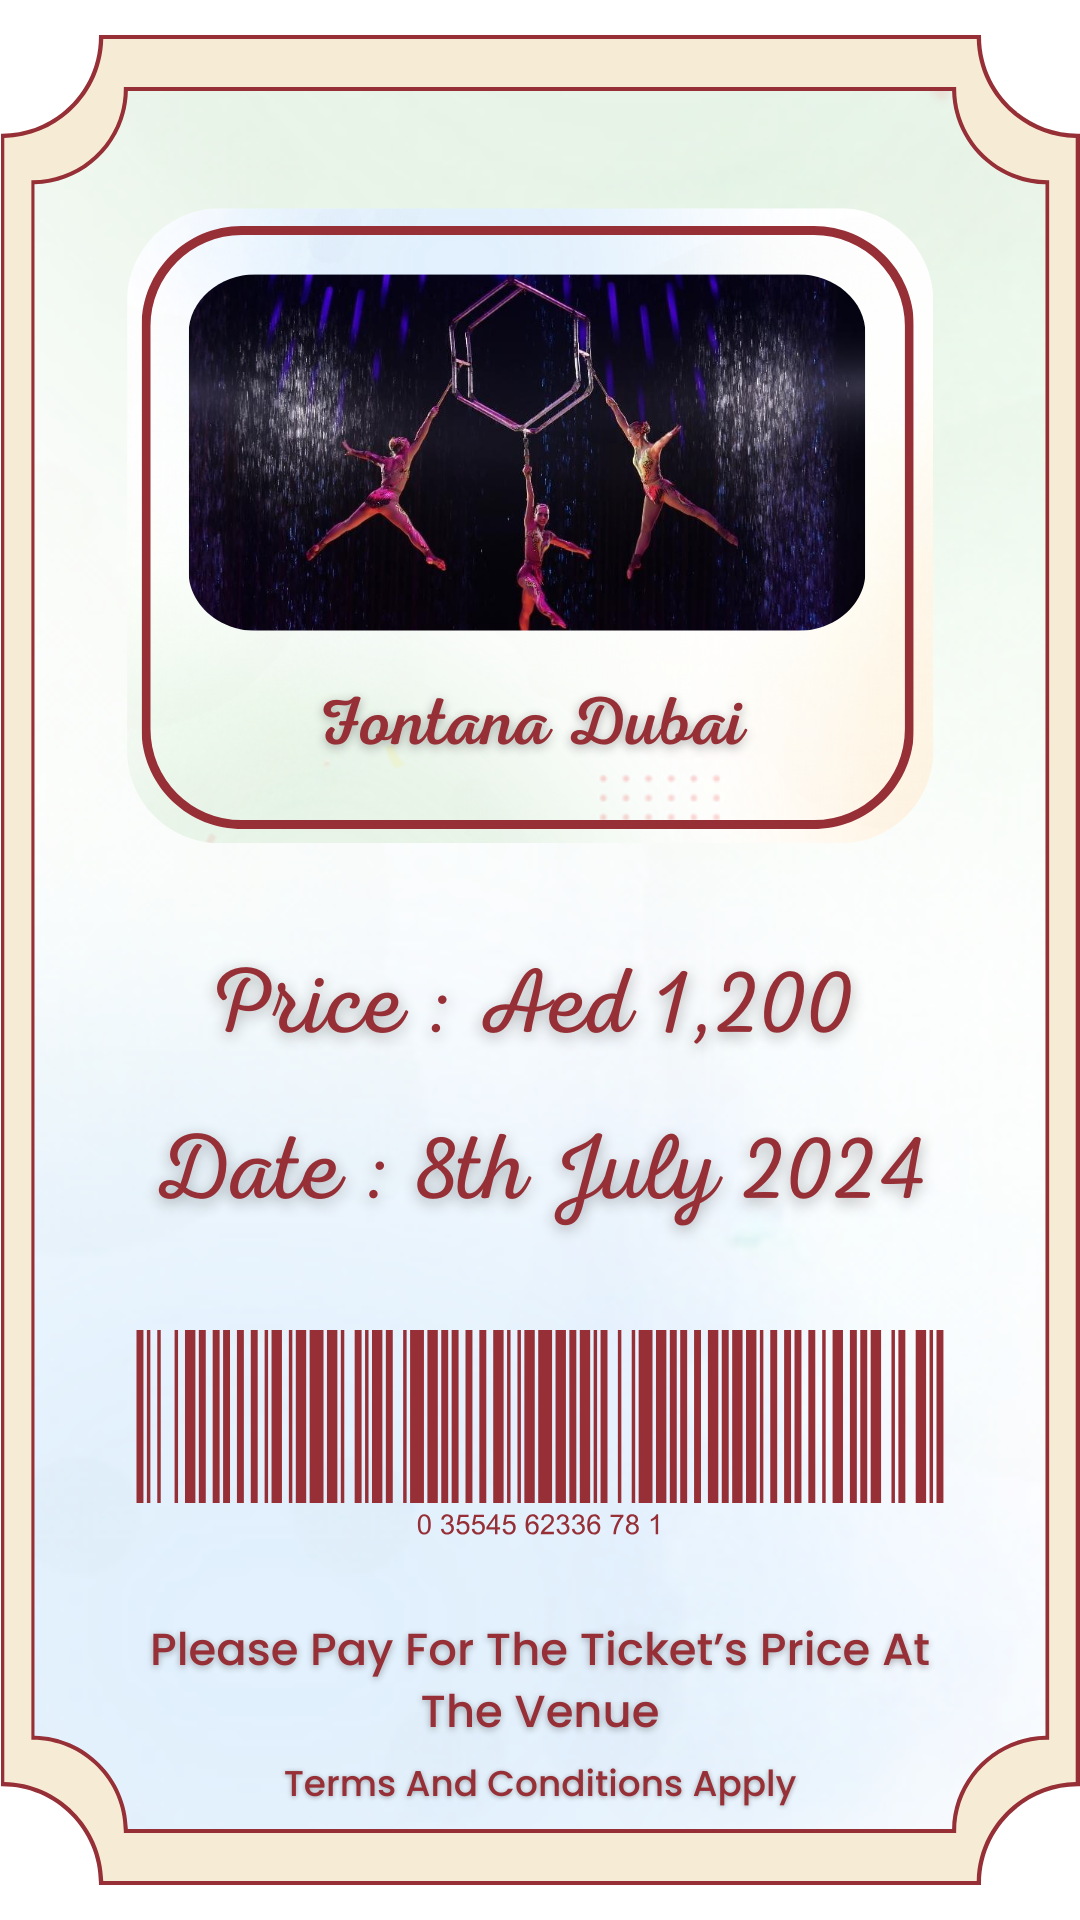 Fontana Dubai
Price : Aed 1,200
Date : 8th July 2024
0 35545 62336 78 1
Please Pay For The Ticket’s Price At
The Venue
Terms And Conditions Apply